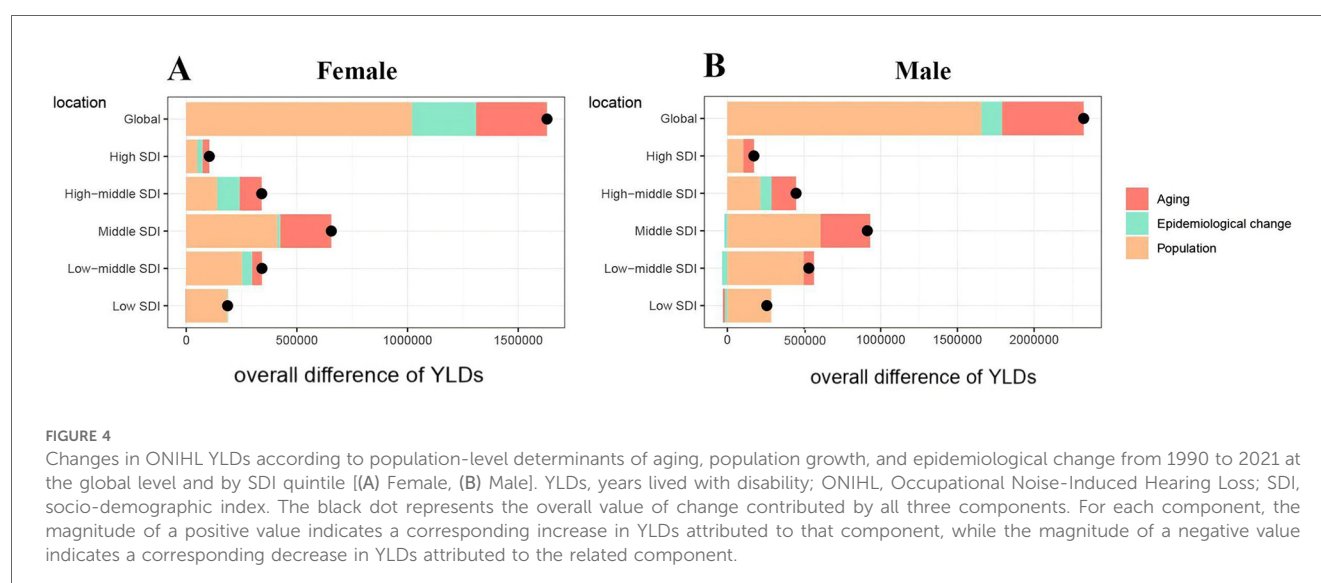 A
Female
location
Global
High SDI
High-middle SDI
Middle SDI
Low-middle SDI
Low SDI
0
500000
1000000
1500000
overall difference of YLDs
B
Male
location
Global
High SDI
High-middle SDI
Middle SDI
Low-middle SDI
Low SDI
0
500000
1000000
1500000
2000000
overall difference of YLDs
Aging
Epidemiological change
Population
FIGURE 4
Changes in ONIHL YLDs according to population-level determinants of aging, population growth, and epidemiological change from 1990 to 2021 at
the global level and by SDI quintile [(A) Female, (B) Male]. YLDs, years lived with disability; ONIHL, Occupational Noise-Induced Hearing Loss; SDI,
socio-demographic index. The black dot represents the overall value of change contributed by all three components. For each component, the
magnitude of a positive value indicates a corresponding increase in YLDs attributed to that component, while the magnitude of a negative value
indicates a corresponding decrease in YLDs attributed to the related component.